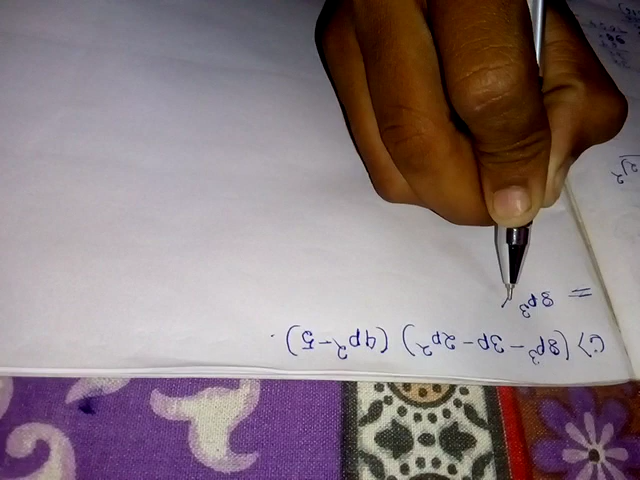 (i) (8p³ - 3p - 2p²) (4p² - 5)
= 8p³